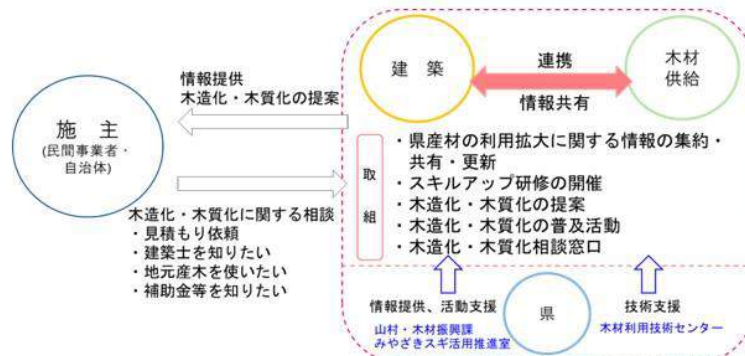 施　主
(民間事業者・
自治体)
情報提供
木造化・木質化の提案
木造化・木質化に関する相談
・見積もり依頼
・建築士を知りたい
・地元産木を使いたい
・補助金等を知りたい
建　築
連携
情報共有
木材
供給
取
組
・県産材の利用拡大に関する情報の集約・
共有・更新
・スキルアップ研修の開催
・木造化・木質化の提案
・木造化・木質化の普及活動
・木造化・木質化相談窓口
情報提供、活動支援
山村・木材振興課
みやざきスギ活用推進室
県
技術支援
木材利用技術センター